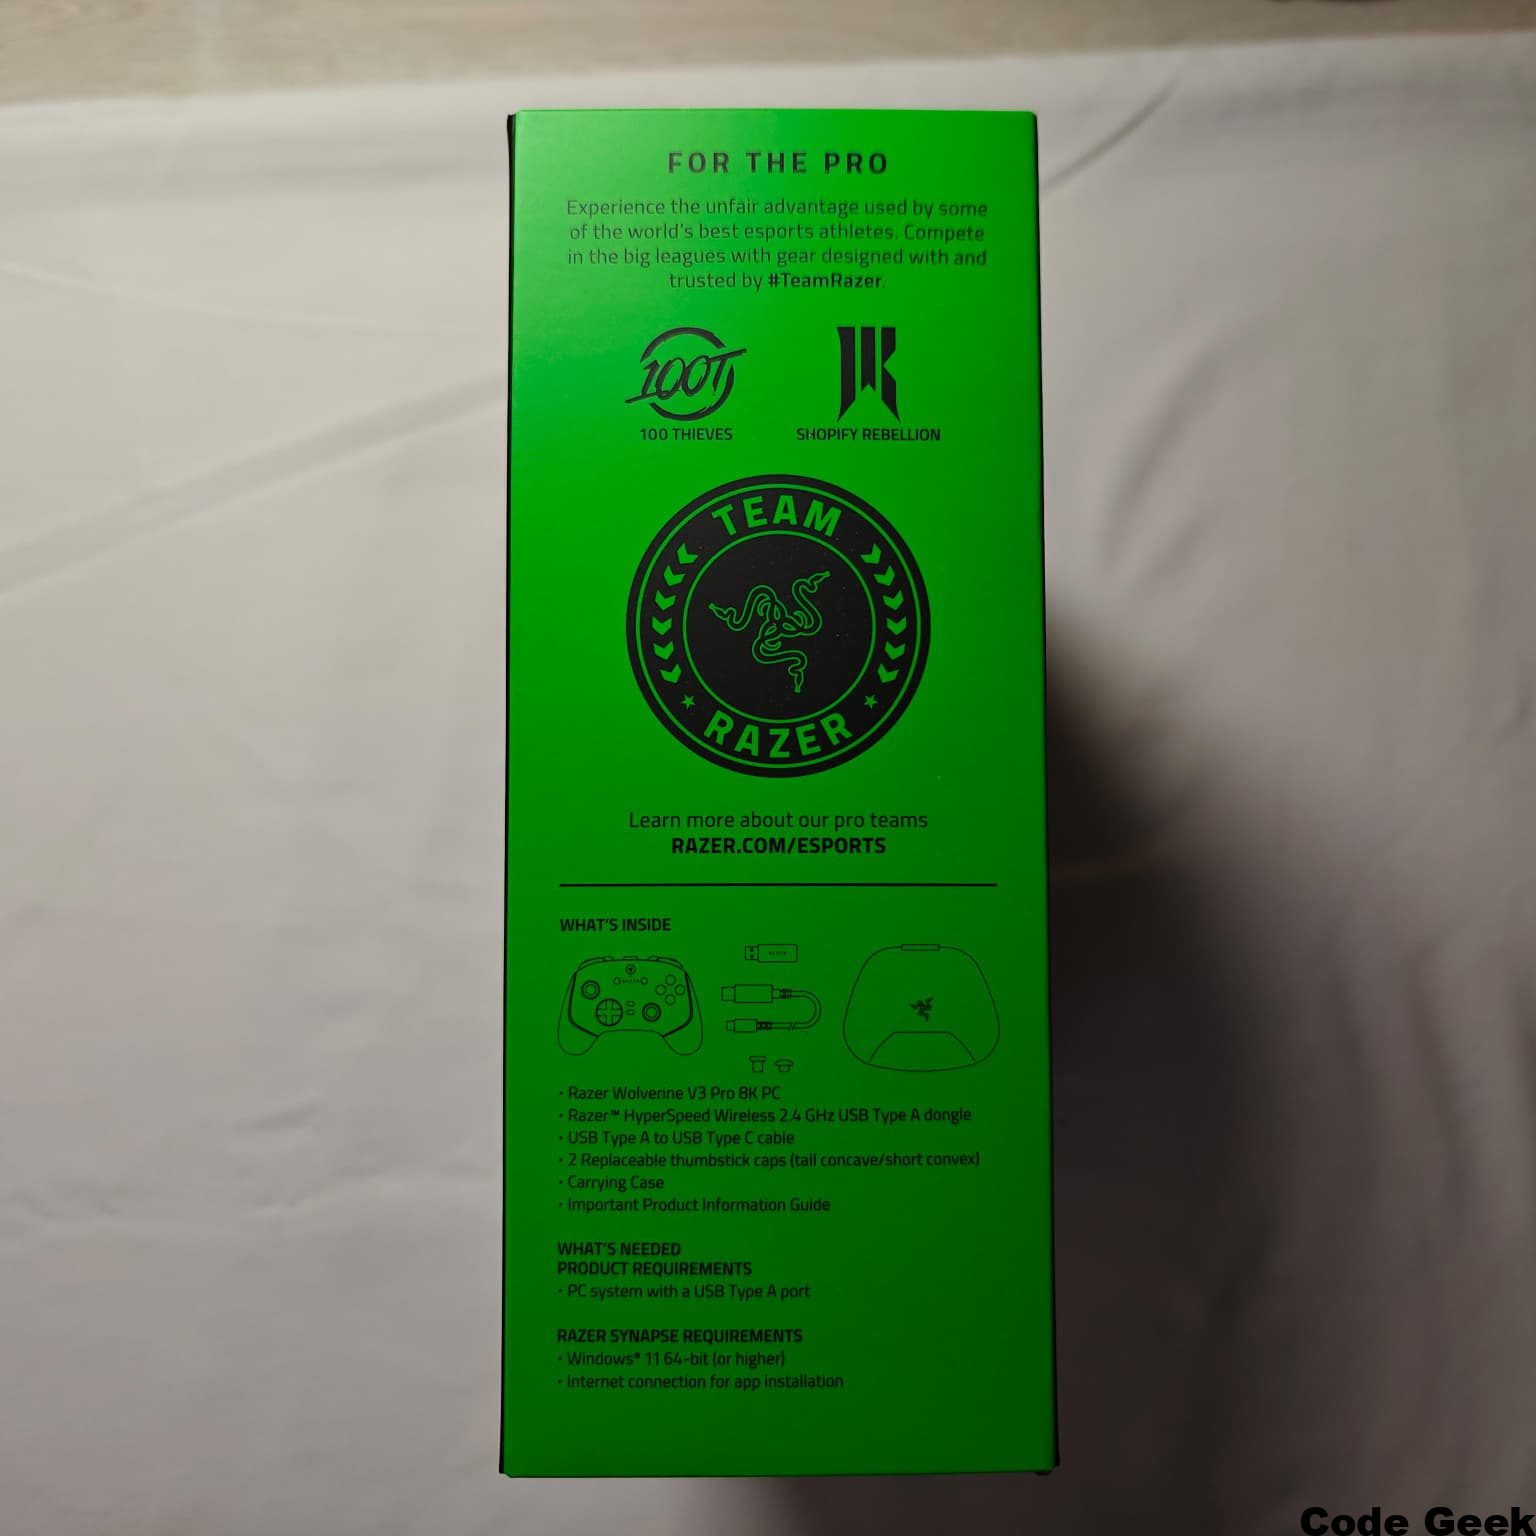 FOR THE PRO
Experience the unfair advantage used by some
of the world's best esports athletes. Compete
in the big leagues with gear designed with and
trusted by #TeamRazer.
100T
100 THIEVES
SHOPIFY REBELLION
TEAM
RAZER
Learn more about our pro teams
RAZER.COM/ESPORTS
WHAT'S INSIDE
RAZER
RAZER
• Razer Wolverine V3 Pro 8K PC
• Razer™ HyperSpeed Wireless 2.4 GHz USB Type A dongle
• USB Type A to USB Type C cable
• 2 Replaceable thumbstick caps (tall concave/short convex)
• Carrying Case
• Important Product Information Guide
WHAT'S NEEDED
PRODUCT REQUIREMENTS
• PC system with a USB Type A port
RAZER SYNAPSE REQUIREMENTS
• Windows® 11 64-bit (or higher)
• Internet connection for app installation
Code Geek